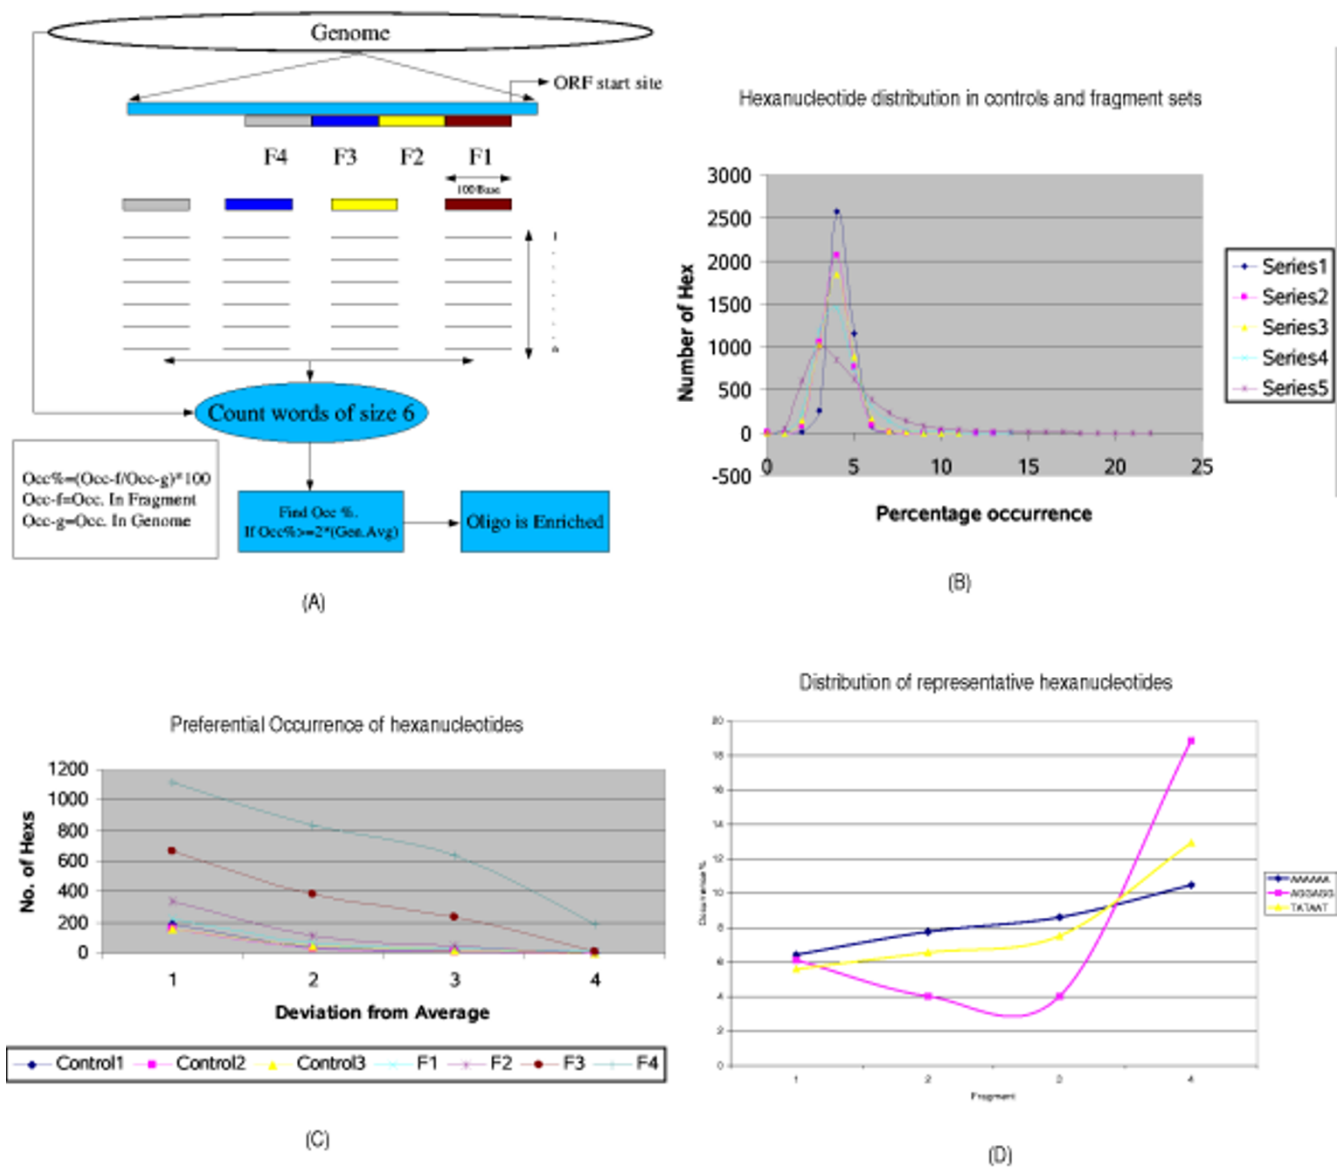 Genome
ORF start site
F4 F3 F2 F1
100 Base
1
n
Count words of size 6
Occ%=(Occ-f/Occ-g)*100
Occ-f=Occ. In Fragment
Occ-g=Occ. In Genome
Find Occ %.
If Occ%>=2*(Gen.Avg)
Oligo is Enriched
(A)
Hexanucleotide distribution in controls and fragment sets
3000
2500
2000
1500
1000
500
0
-500
Number of Hex
0 5 10 15 20 25
Percentage occurrence
Series1
Series2
Series3
Series4
Series5
(B)
Preferential Occurrence of hexanucleotides
1200
1000
800
600
400
200
0
No. of Hexs
1 2 3 4
Deviation from Average
Control1 Control2 Control3 F1 F2 F3 F4
(C)
Distribution of representative hexanucleotides
20
18
16
14
12
10
8
6
4
2
0
Occurrence %
1 2 3 4
Fragment
AAAAAA
AGGAGG
TATAAT
(D)